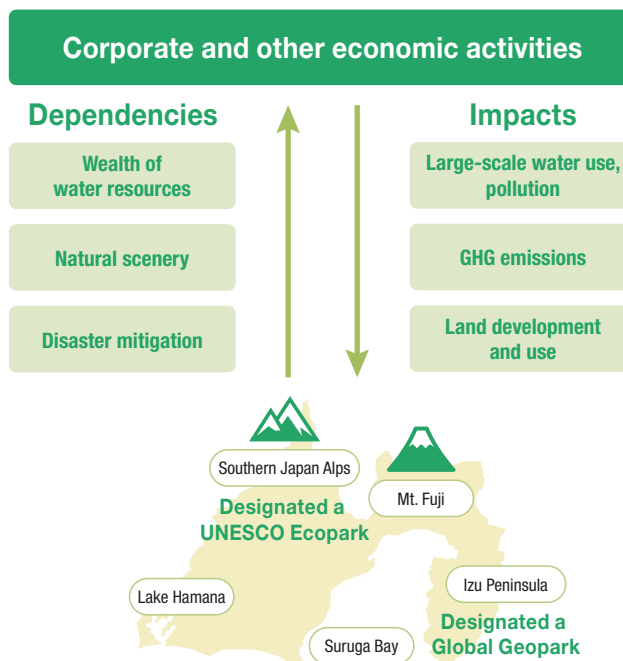 Corporate and other economic activities
Dependencies
Wealth of
water resources
Natural scenery
Disaster mitigation
Impacts
Large-scale water use,
pollution
GHG emissions
Land development
and use
Southern Japan Alps
Designated a
UNESCO Ecopark
Mt. Fuji
Lake Hamana
Izu Peninsula
Designated a
Global Geopark
Suruga Bay